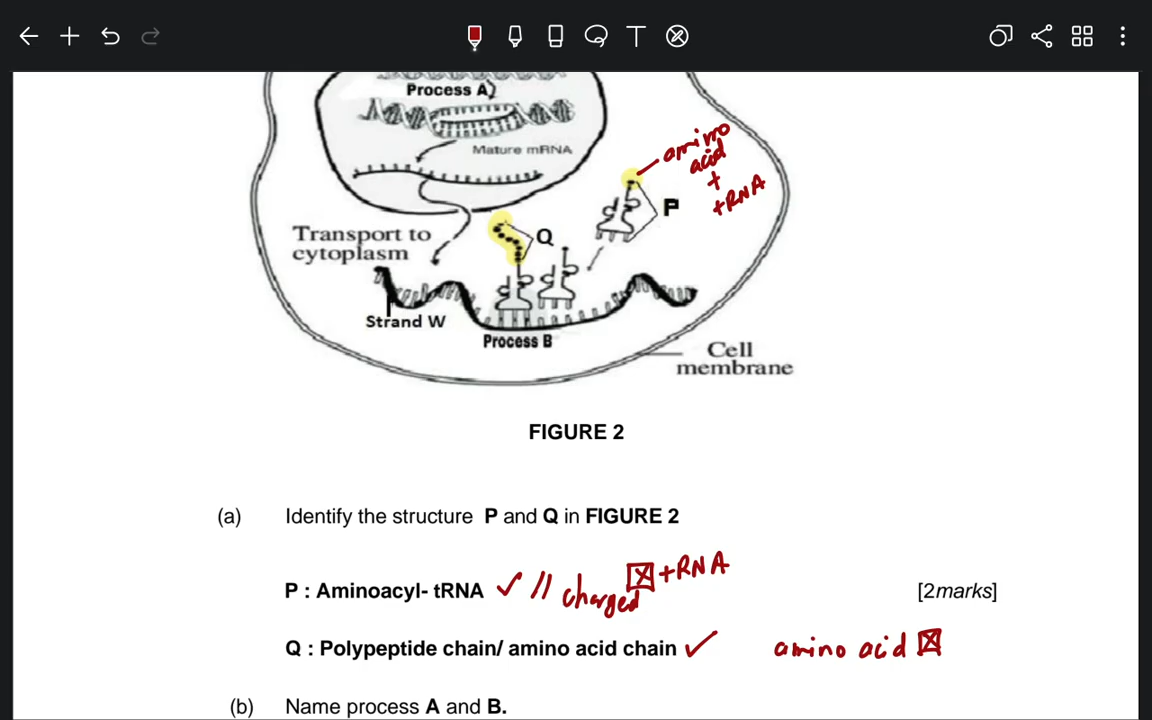 T
Process A)
Mature mRNA
amino
acid
+
tRNA
P
Transport to
cytoplasm
Q
Strand W
Process B
Cell
membrane
FIGURE 2
(a) Identify the structure P and Q in FIGURE 2
P : Aminoacyl- tRNA ✓ // charged tRNA [2marks]
Q : Polypeptide chain/ amino acid chain ✓ amino acid
(b) Name process A and B.